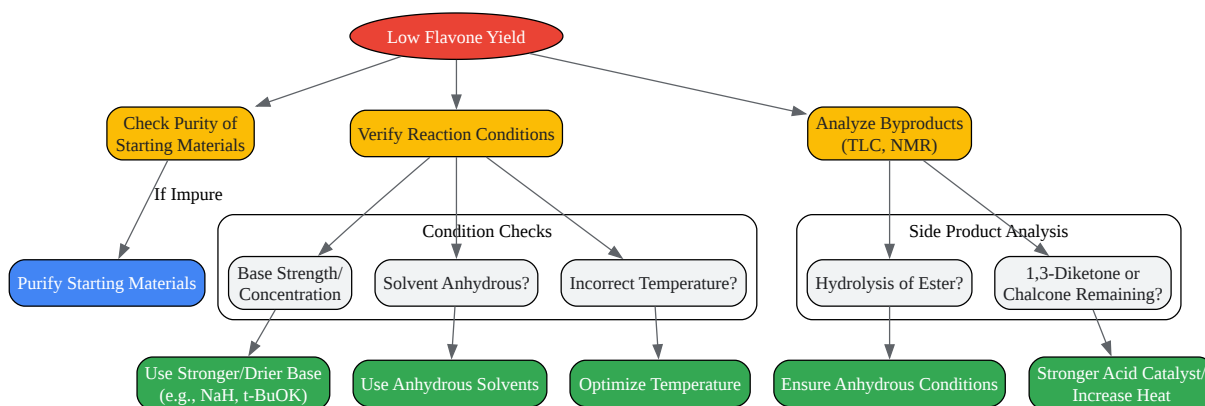 Low Flavone Yield
Check Purity of
Starting Materials
Verify Reaction Conditions
Analyze Byproducts
(TLC, NMR)
If Impure
Condition Checks
Side Product Analysis
Purify Starting Materials
Base Strength/
Concentration
Solvent Anhydrous?
Incorrect Temperature?
Hydrolysis of Ester?
1,3-Diketone or
Chalcone Remaining?
Use Stronger/Drier Base
(e.g., NaH, t-BuOK)
Use Anhydrous Solvents
Optimize Temperature
Ensure Anhydrous Conditions
Stronger Acid Catalyst/
Increase Heat